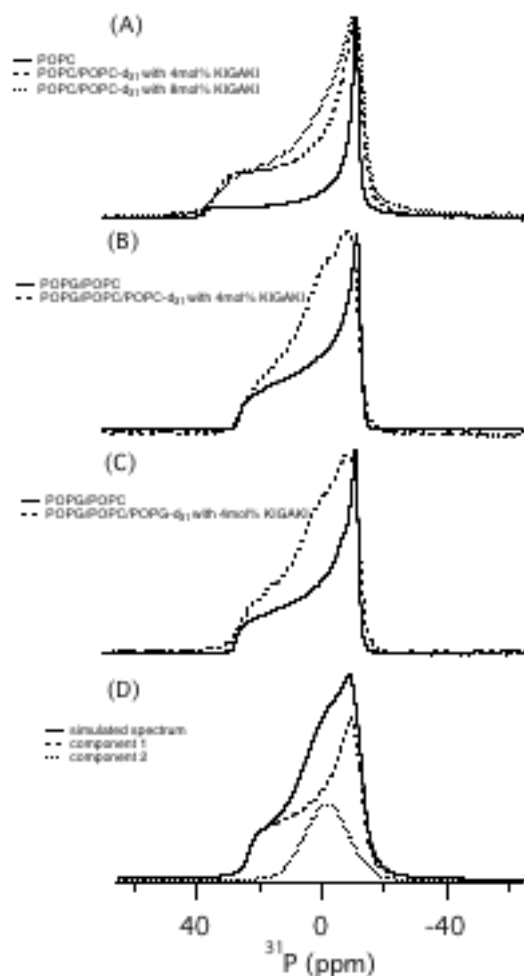 (A)
POPC
POPC/POPC-d31 with 4mol% KIGAKI
POPC/POPC-d31 with 8mol% KIGAKI
(B)
POPG/POPC
POPG/POPC/POPC-d31 with 4mol% KIGAKI
(C)
POPG/POPC
POPG/POPC/POPG-d31 with 4mol% KIGAKI
(D)
simulated spectrum
component 1
component 2
40 0 -40
31P (ppm)